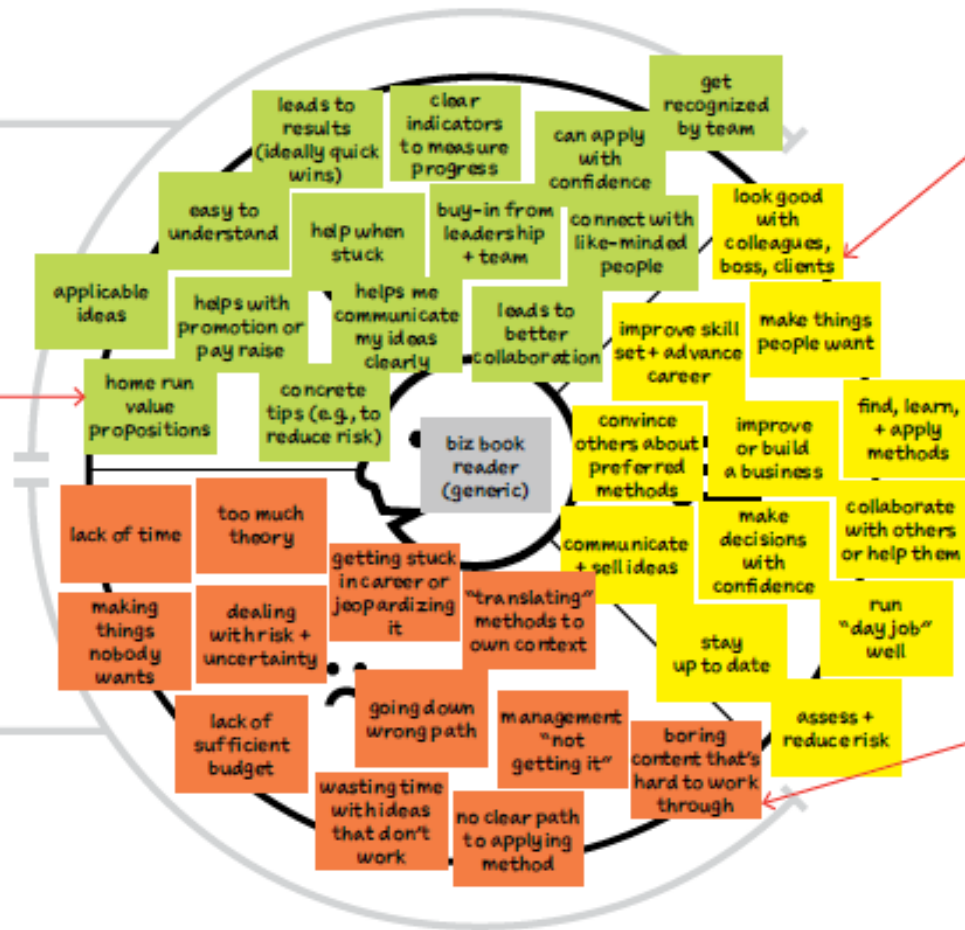 get
recognized
by team
leads to
results
(ideally quick
wins)
clear
indicators
to measure
progress
can apply
with
confidence
easy to
understand
help when
stuck
buy-in from
leadership
+ team
connect with
like-minded
people
applicable
ideas
helps with
promotion or
pay raise
helps me
communicate
my ideas
clearly
leads to
better
collaboration
home run
value
propositions
concrete
tips (e.g., to
reduce risk)
biz book
reader
(generic)
look good
with
colleagues,
boss, clients
improve skill
set+ advance
career
make things
people want
convince
others about
preferred
methods
improve
or build
a business
find, learn,
+ apply
methods
communicate
+ sell ideas
make
decisions
with
confidence
collaborate
with others
or help them
stay
up to date
run
"day job"
well
assess +
reduce risk
lack of time
too much
theory
getting stuck
in career or
jeopardizing
it
"translating"
methods to
own context
making
things
nobody
wants
dealing
with risk +
uncertainty
going down
wrong path
management
"not
getting it"
boring
content that's
hard to work
through
lack of
sufficient
budget
wasting time
with ideas
that don't
work
no clear path
to applying
method